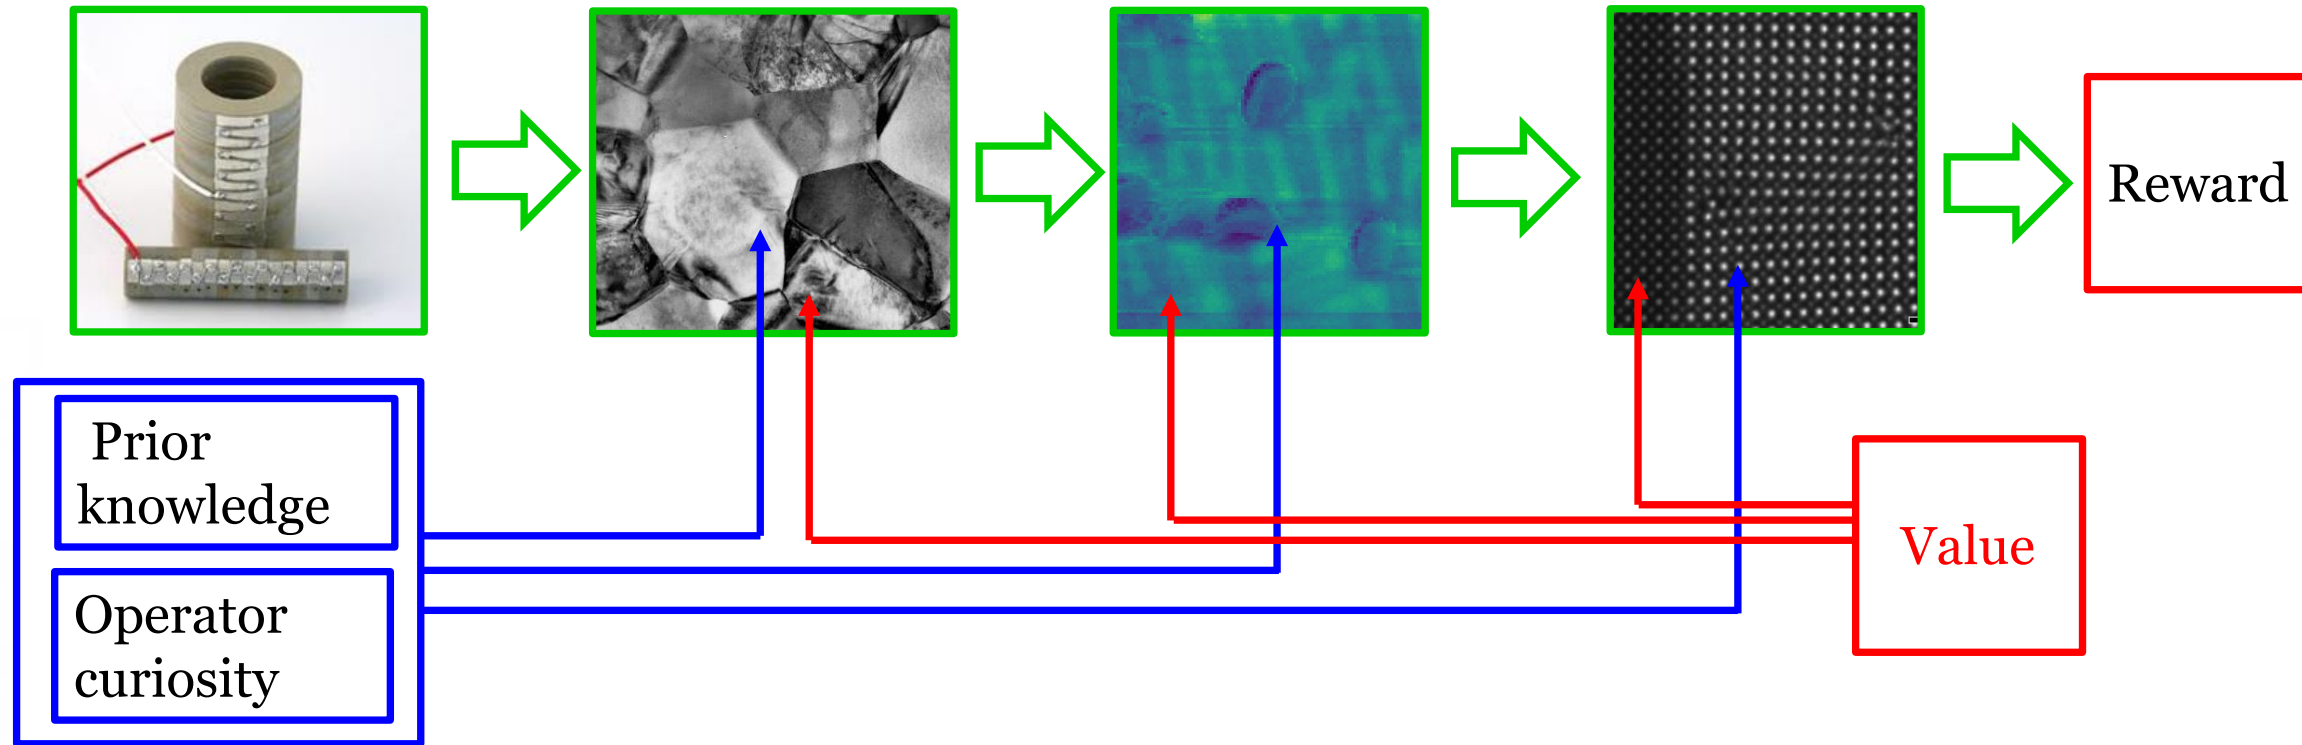 Reward
Prior
knowledge
Operator
curiosity
Value